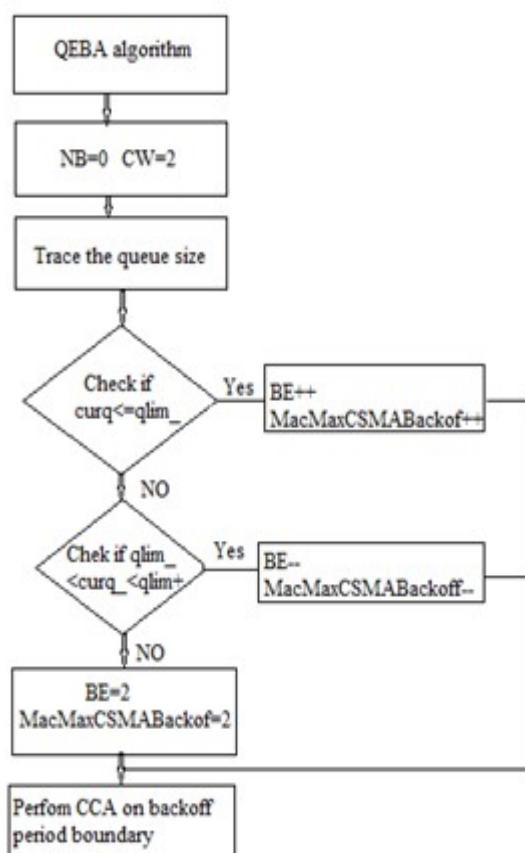 QEBA algorithm
NB=0 CW=2
Trace the queue size
Check if
curq<=qlim_
Yes
BE++
MacMaxCSMABackof++
NO
Chek if qlim_
<curq_<qlim+
Yes
BE--
MacMaxCSMABackoff--
NO
BE=2
MacMaxCSMABackof=2
Perfom CCA on backoff
period boundary